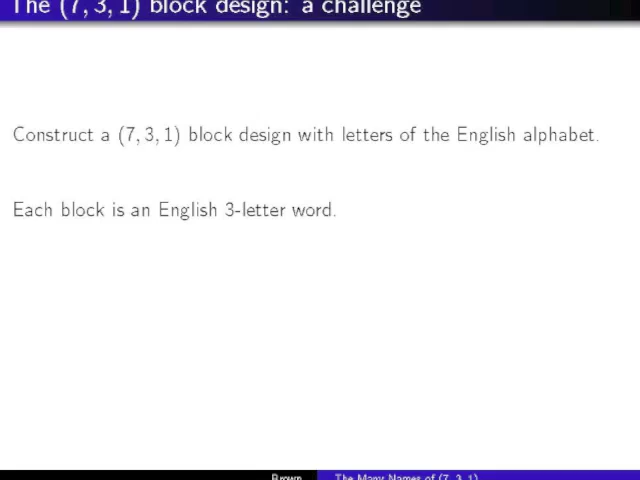 The (7, 3, 1) block design: a challenge
Construct a (7, 3, 1) block design with letters of the English alphabet.
Each block is an English 3-letter word.
Brown The Many Names of (7, 3, 1)